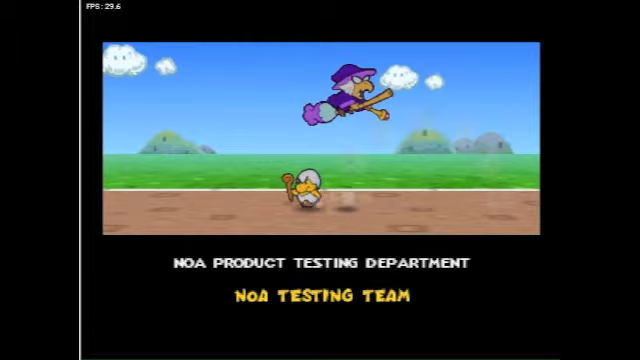 FPS: 29.6
NOA PRODUCT TESTING DEPARTMENT
NOA TESTING TEAM